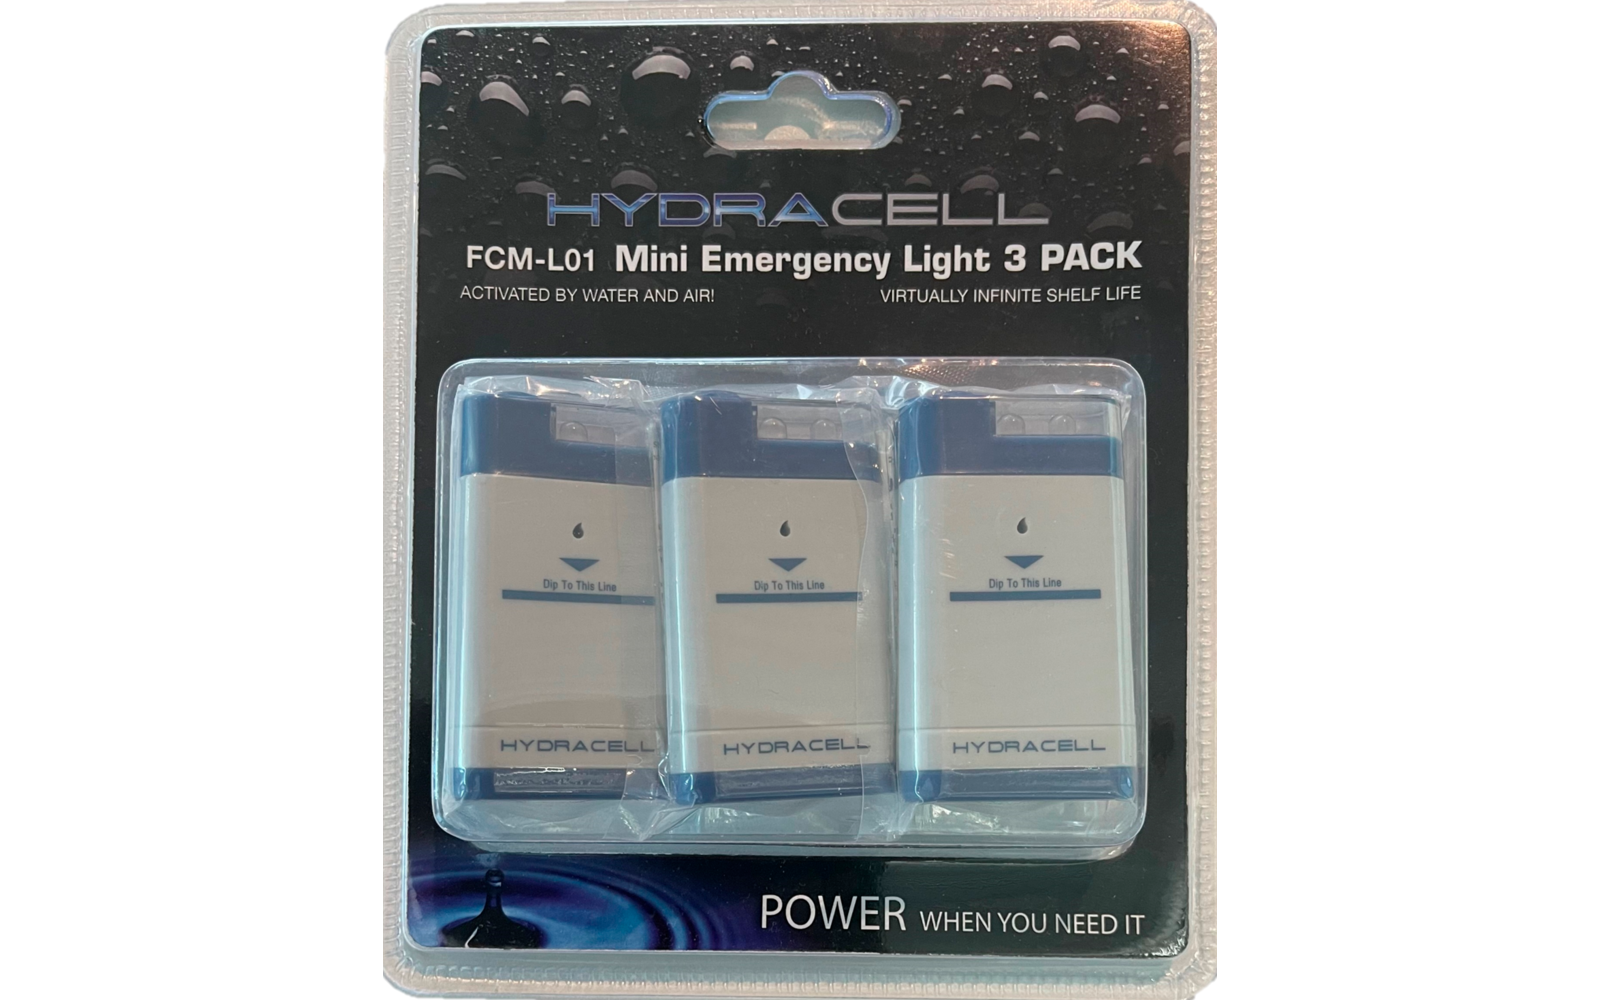 HYDRACELL
FCM-L01 Mini Emergency Light 3 PACK
ACTIVATED BY WATER AND AIR! VIRTUALLY INFINITE SHELF LIFE
Dip To This Line
HYDRACELL
Dip To This Line
HYDRACELL
Dip To This Line
HYDRACELL
POWER WHEN YOU NEED IT